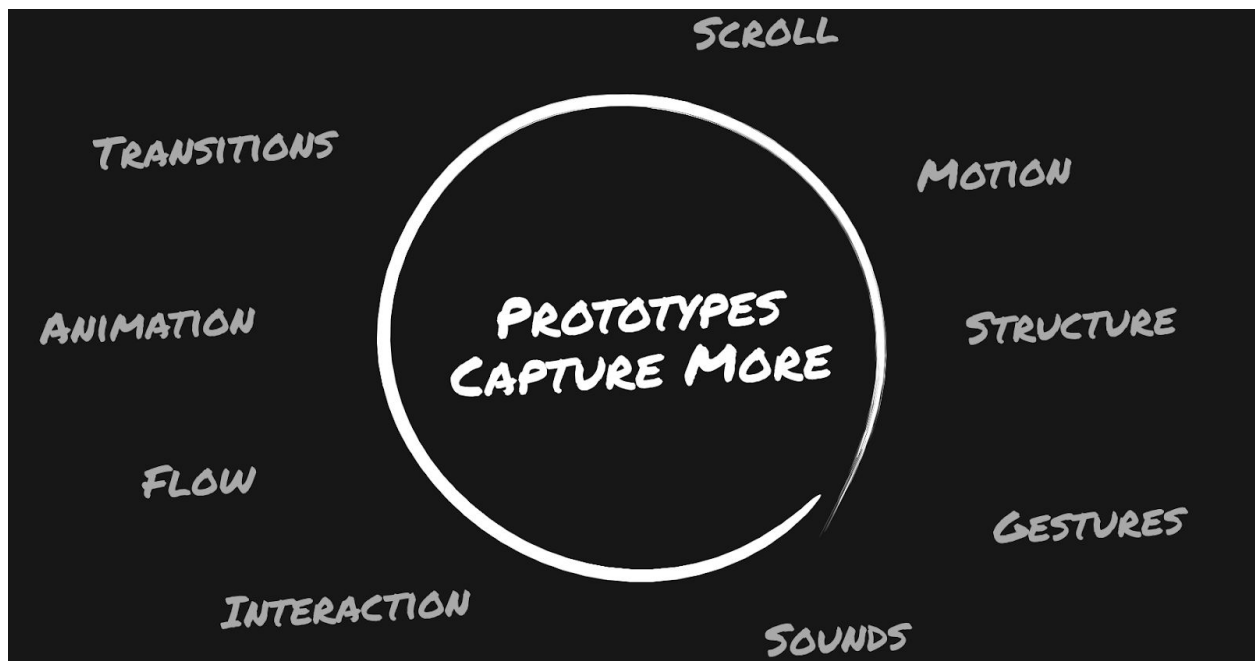 Scroll
Transitions
Motion
Prototypes
Capture More
Animation
Structure
Flow
Gestures
Interaction
Sounds